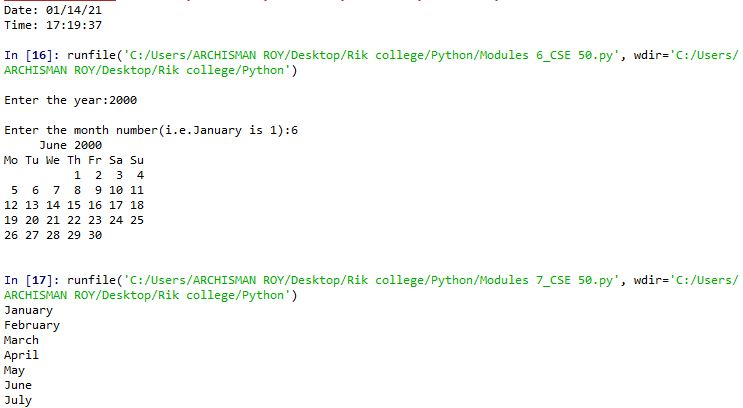 Date: 01/14/21
Time: 17:19:37
In [16]: runfile('C:/Users/ARCHISMAN ROY/Desktop/Rik college/Python/Modules 6_CSE 50.py', wdir='C:/Users/
ARCHISMAN ROY/Desktop/Rik college/Python')
Enter the year:2000
Enter the month number(i.e.January is 1):6
June 2000
Mo Tu We Th Fr Sa Su
1 2 3 4
5 6 7 8 9 10 11
12 13 14 15 16 17 18
19 20 21 22 23 24 25
26 27 28 29 30
In [17]: runfile('C:/Users/ARCHISMAN ROY/Desktop/Rik college/Python/Modules 7_CSE 50.py', wdir='C:/Users/
ARCHISMAN ROY/Desktop/Rik college/Python')
January
February
March
April
May
June
July